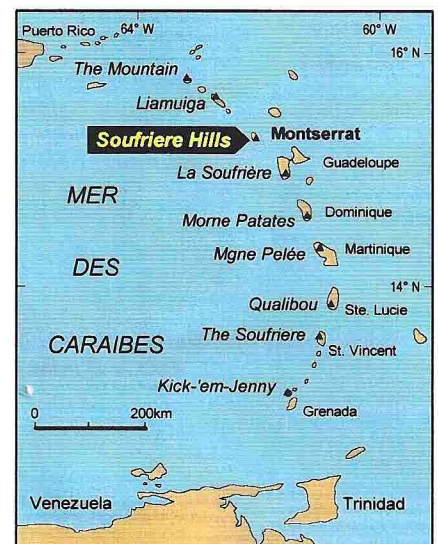 Puerto Rico
64° W
60° W
16° N
The Mountain
Liamuiga
Soufriere Hills
Montserrat
La Soufrière
Guadeloupe
MER
Morne Patates
Dominique
Mgne Pelée
Martinique
DES
14° N
Qualibou
Ste. Lucie
CARAIBES
The Soufriere
St. Vincent
Kick-'em-Jenny
0
200km
Grenada
Venezuela
Trinidad